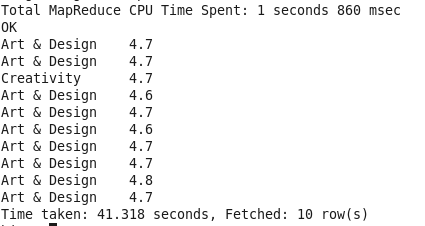 Total MapReduce CPU Time Spent: 1 seconds 860 msec
OK
Art & Design    4.7
Art & Design    4.7
Creativity      4.7
Art & Design    4.6
Art & Design    4.7
Art & Design    4.6
Art & Design    4.7
Art & Design    4.7
Art & Design    4.8
Art & Design    4.7
Time taken: 41.318 seconds, Fetched: 10 row(s)